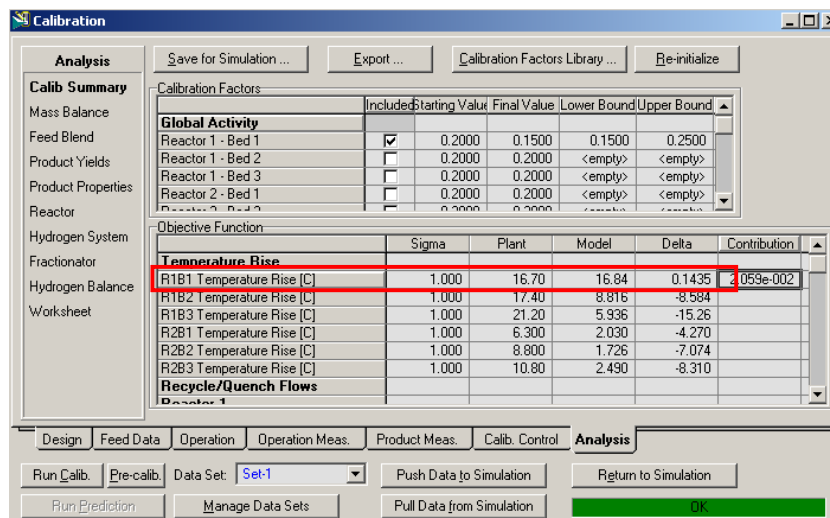 Calibration
Analysis
Calib Summary
Mass Balance
Feed Blend
Product Yields
Product Properties
Reactor
Hydrogen System
Fractionator
Hydrogen Balance
Worksheet
Save for Simulation ... Export ... Calibration Factors Library ... Re-initialize
Calibration Factors
Included Starting Value Final Value Lower Bound Upper Bound
Global Activity
Reactor 1 - Bed 1 0.2000 0.1500 0.1500 0.2500
Reactor 1 - Bed 2 0.2000 0.2000 <empty> <empty>
Reactor 1 - Bed 3 0.2000 0.2000 <empty> <empty>
Reactor 2 - Bed 1 0.2000 0.2000 <empty> <empty>
Objective Function
Sigma Plant Model Delta Contribution
Temperature Rise
R1B1 Temperature Rise [C] 1.000 16.70 16.84 0.1435 2.059e-002
R1B2 Temperature Rise [C] 1.000 17.40 8.816 -8.584
R1B3 Temperature Rise [C] 1.000 21.20 5.936 -15.26
R2B1 Temperature Rise [C] 1.000 6.300 2.030 -4.270
R2B2 Temperature Rise [C] 1.000 8.800 1.726 -7.074
R2B3 Temperature Rise [C] 1.000 10.80 2.490 -8.310
Recycle/Quench Flows
Reactor 1
Design Feed Data Operation Operation Meas. Product Meas. Calib. Control Analysis
Run Calib. Pre-calib. Data Set: Set-1 Push Data to Simulation Return to Simulation
Run Prediction Manage Data Sets Pull Data from Simulation OK